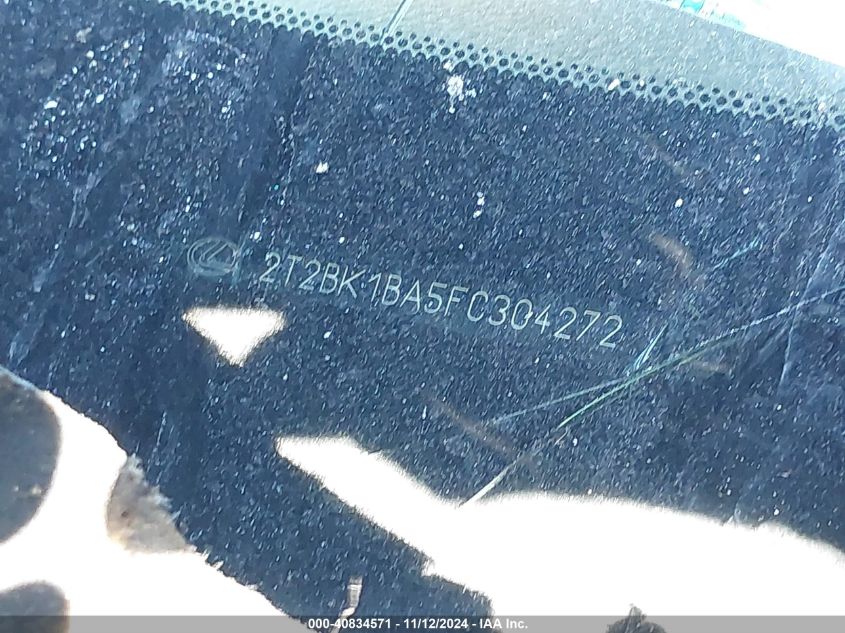 2T2BK1BA5FC304272
000-40834571 - 11/12/2024 - IAA Inc.